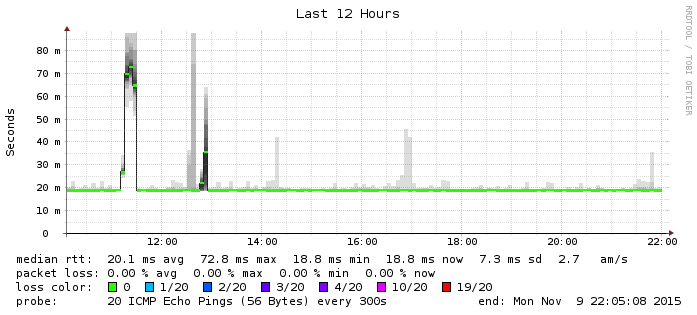 Last 12 Hours
RRDTOOL / TOBI OETIKER
Seconds
80 m
70 m
60 m
50 m
40 m
30 m
20 m
10 m
0
12:00 14:00 16:00 18:00 20:00 22:00
median rtt: 20.1 ms avg 72.8 ms max 18.8 ms min 18.8 ms now 7.3 ms sd 2.7 am/s
packet loss: 0.00 % avg 0.00 % max 0.00 % min 0.00 % now
loss color: 0 1/20 2/20 3/20 4/20 10/20 19/20
probe: 20 ICMP Echo Pings (56 Bytes) every 300s end: Mon Nov 9 22:05:08 2015